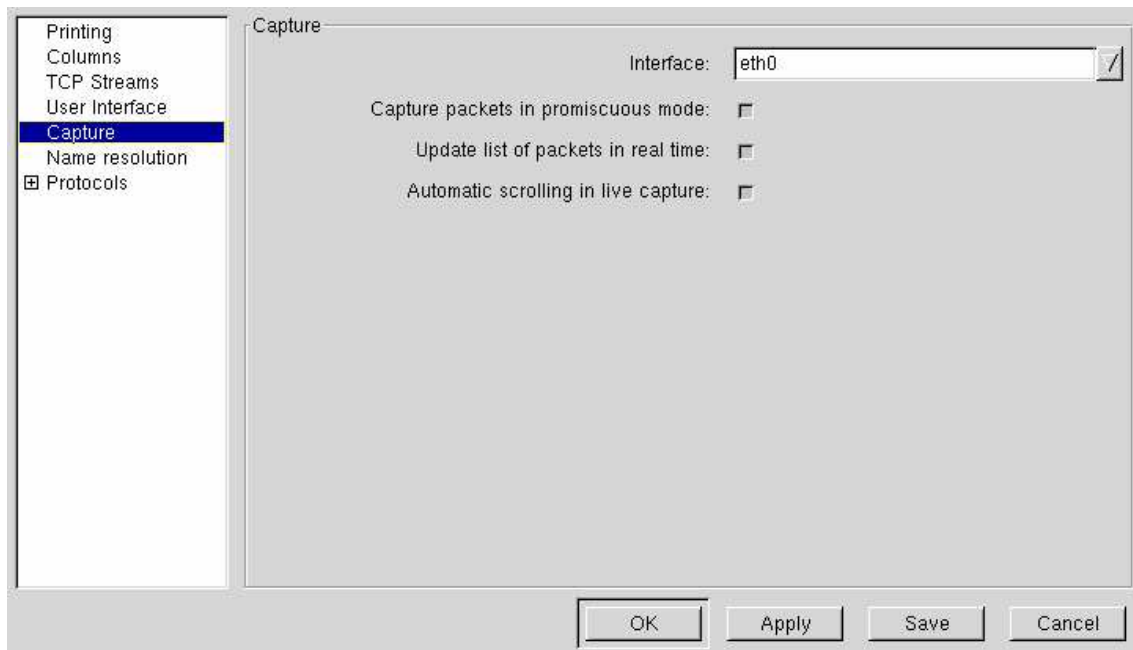 Printing
Columns
TCP Streams
User Interface
Capture
Name resolution
Protocols
Capture
Interface: eth0
Capture packets in promiscuous mode:
Update list of packets in real time:
Automatic scrolling in live capture:
OK Apply Save Cancel